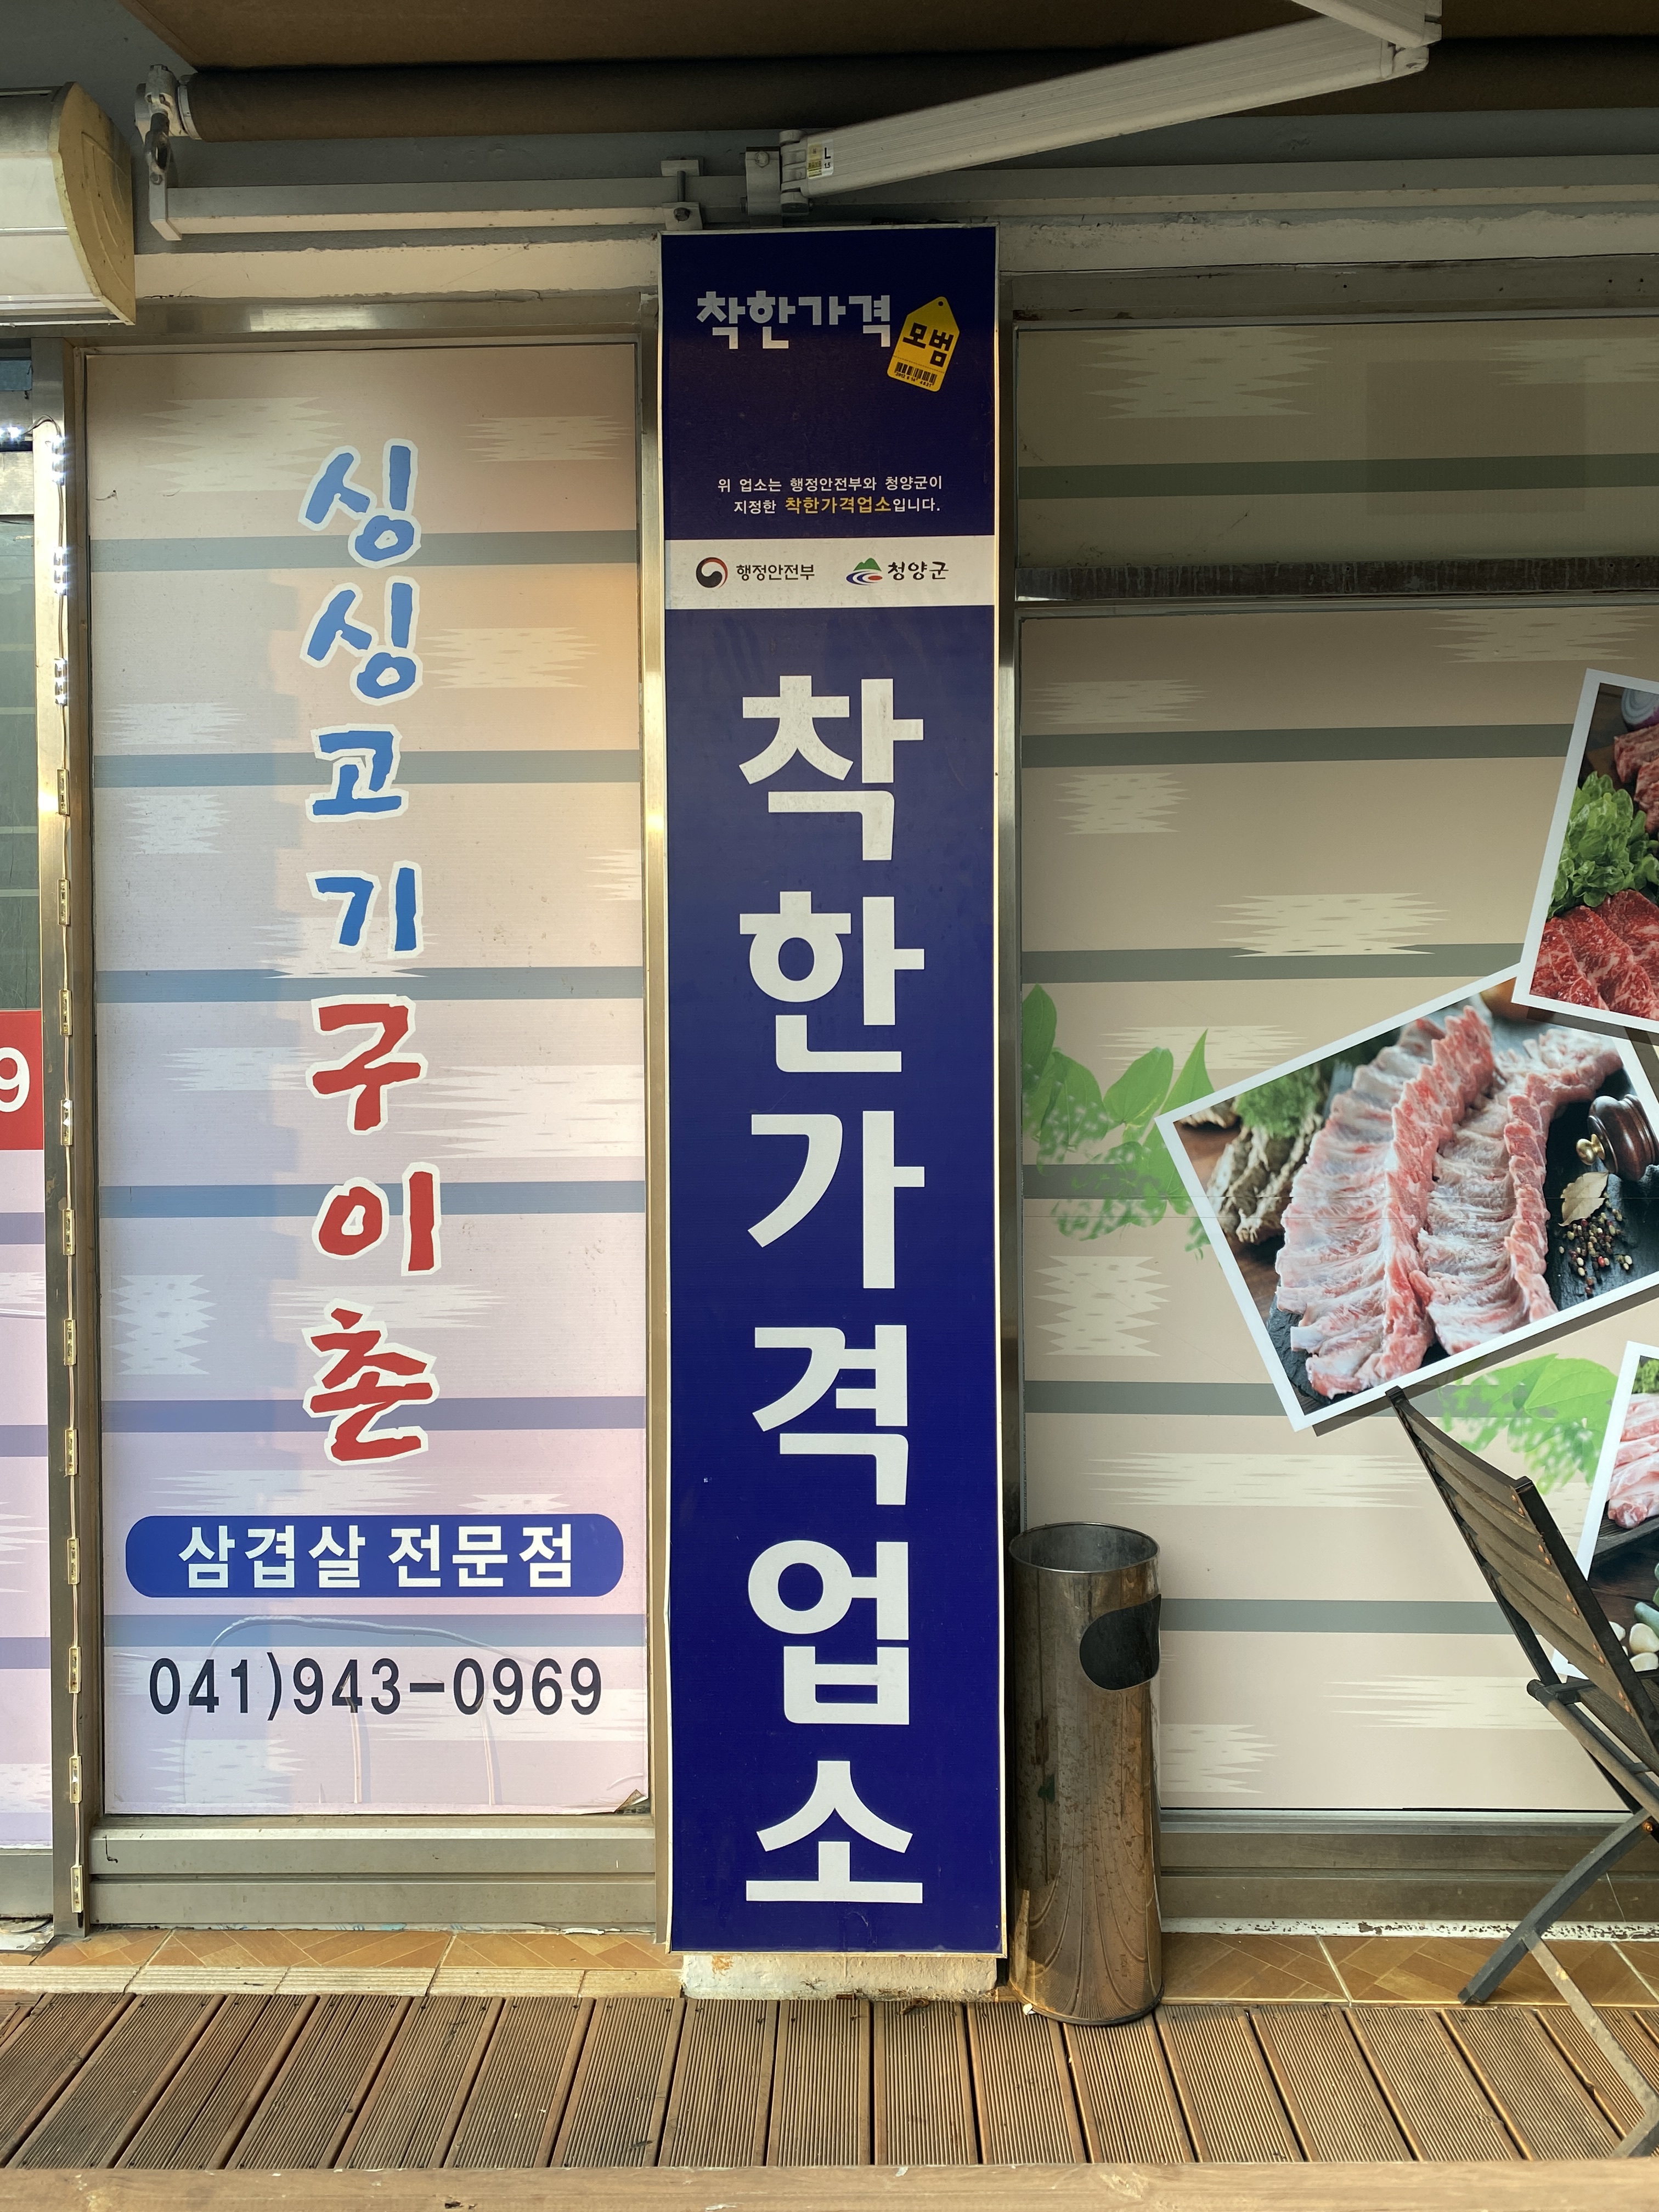 싱싱고기구이촌
삼겹살 전문점
041)943-0969
착한가격
모범
위 업소는 행정안전부와 청양군이
지정한 착한가격업소입니다.
행정안전부 청양군
착한가격업소
9
L